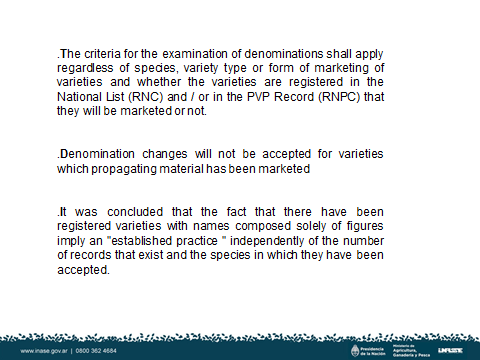 .The criteria for the examination of denominations shall apply
regardless of species, variety type or form of marketing of
varieties and whether the varieties are registered in the
National List (RNC) and / or in the PVP Record (RNPC) that
they will be marketed or not.
.Denomination changes will not be accepted for varieties
which propagating material has been marketed
.It was concluded that the fact that there have been
registered varieties with names composed solely of figures
imply an "established practice " independently of the number
of records that exist and the species in which they have been
accepted.
www.inase.gov.ar | 0800 362 4684
Presidencia
de la Nación
Ministerio de
Agricultura,
Ganadería y Pesca